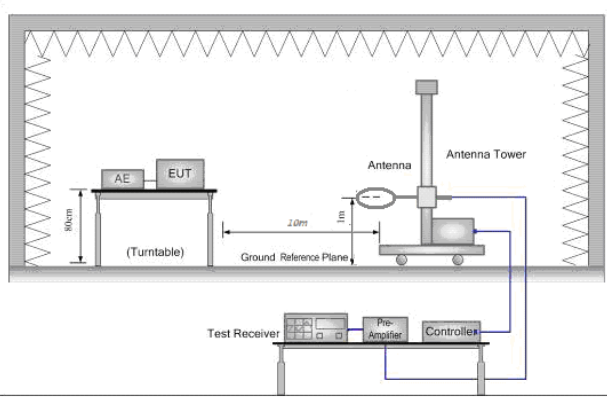 Antenna Tower
Antenna
AE
EUT
80cm
1m
10m
(Turntable)
Ground Reference Plane
Test Receiver
Pre-
Amplifier
Controller